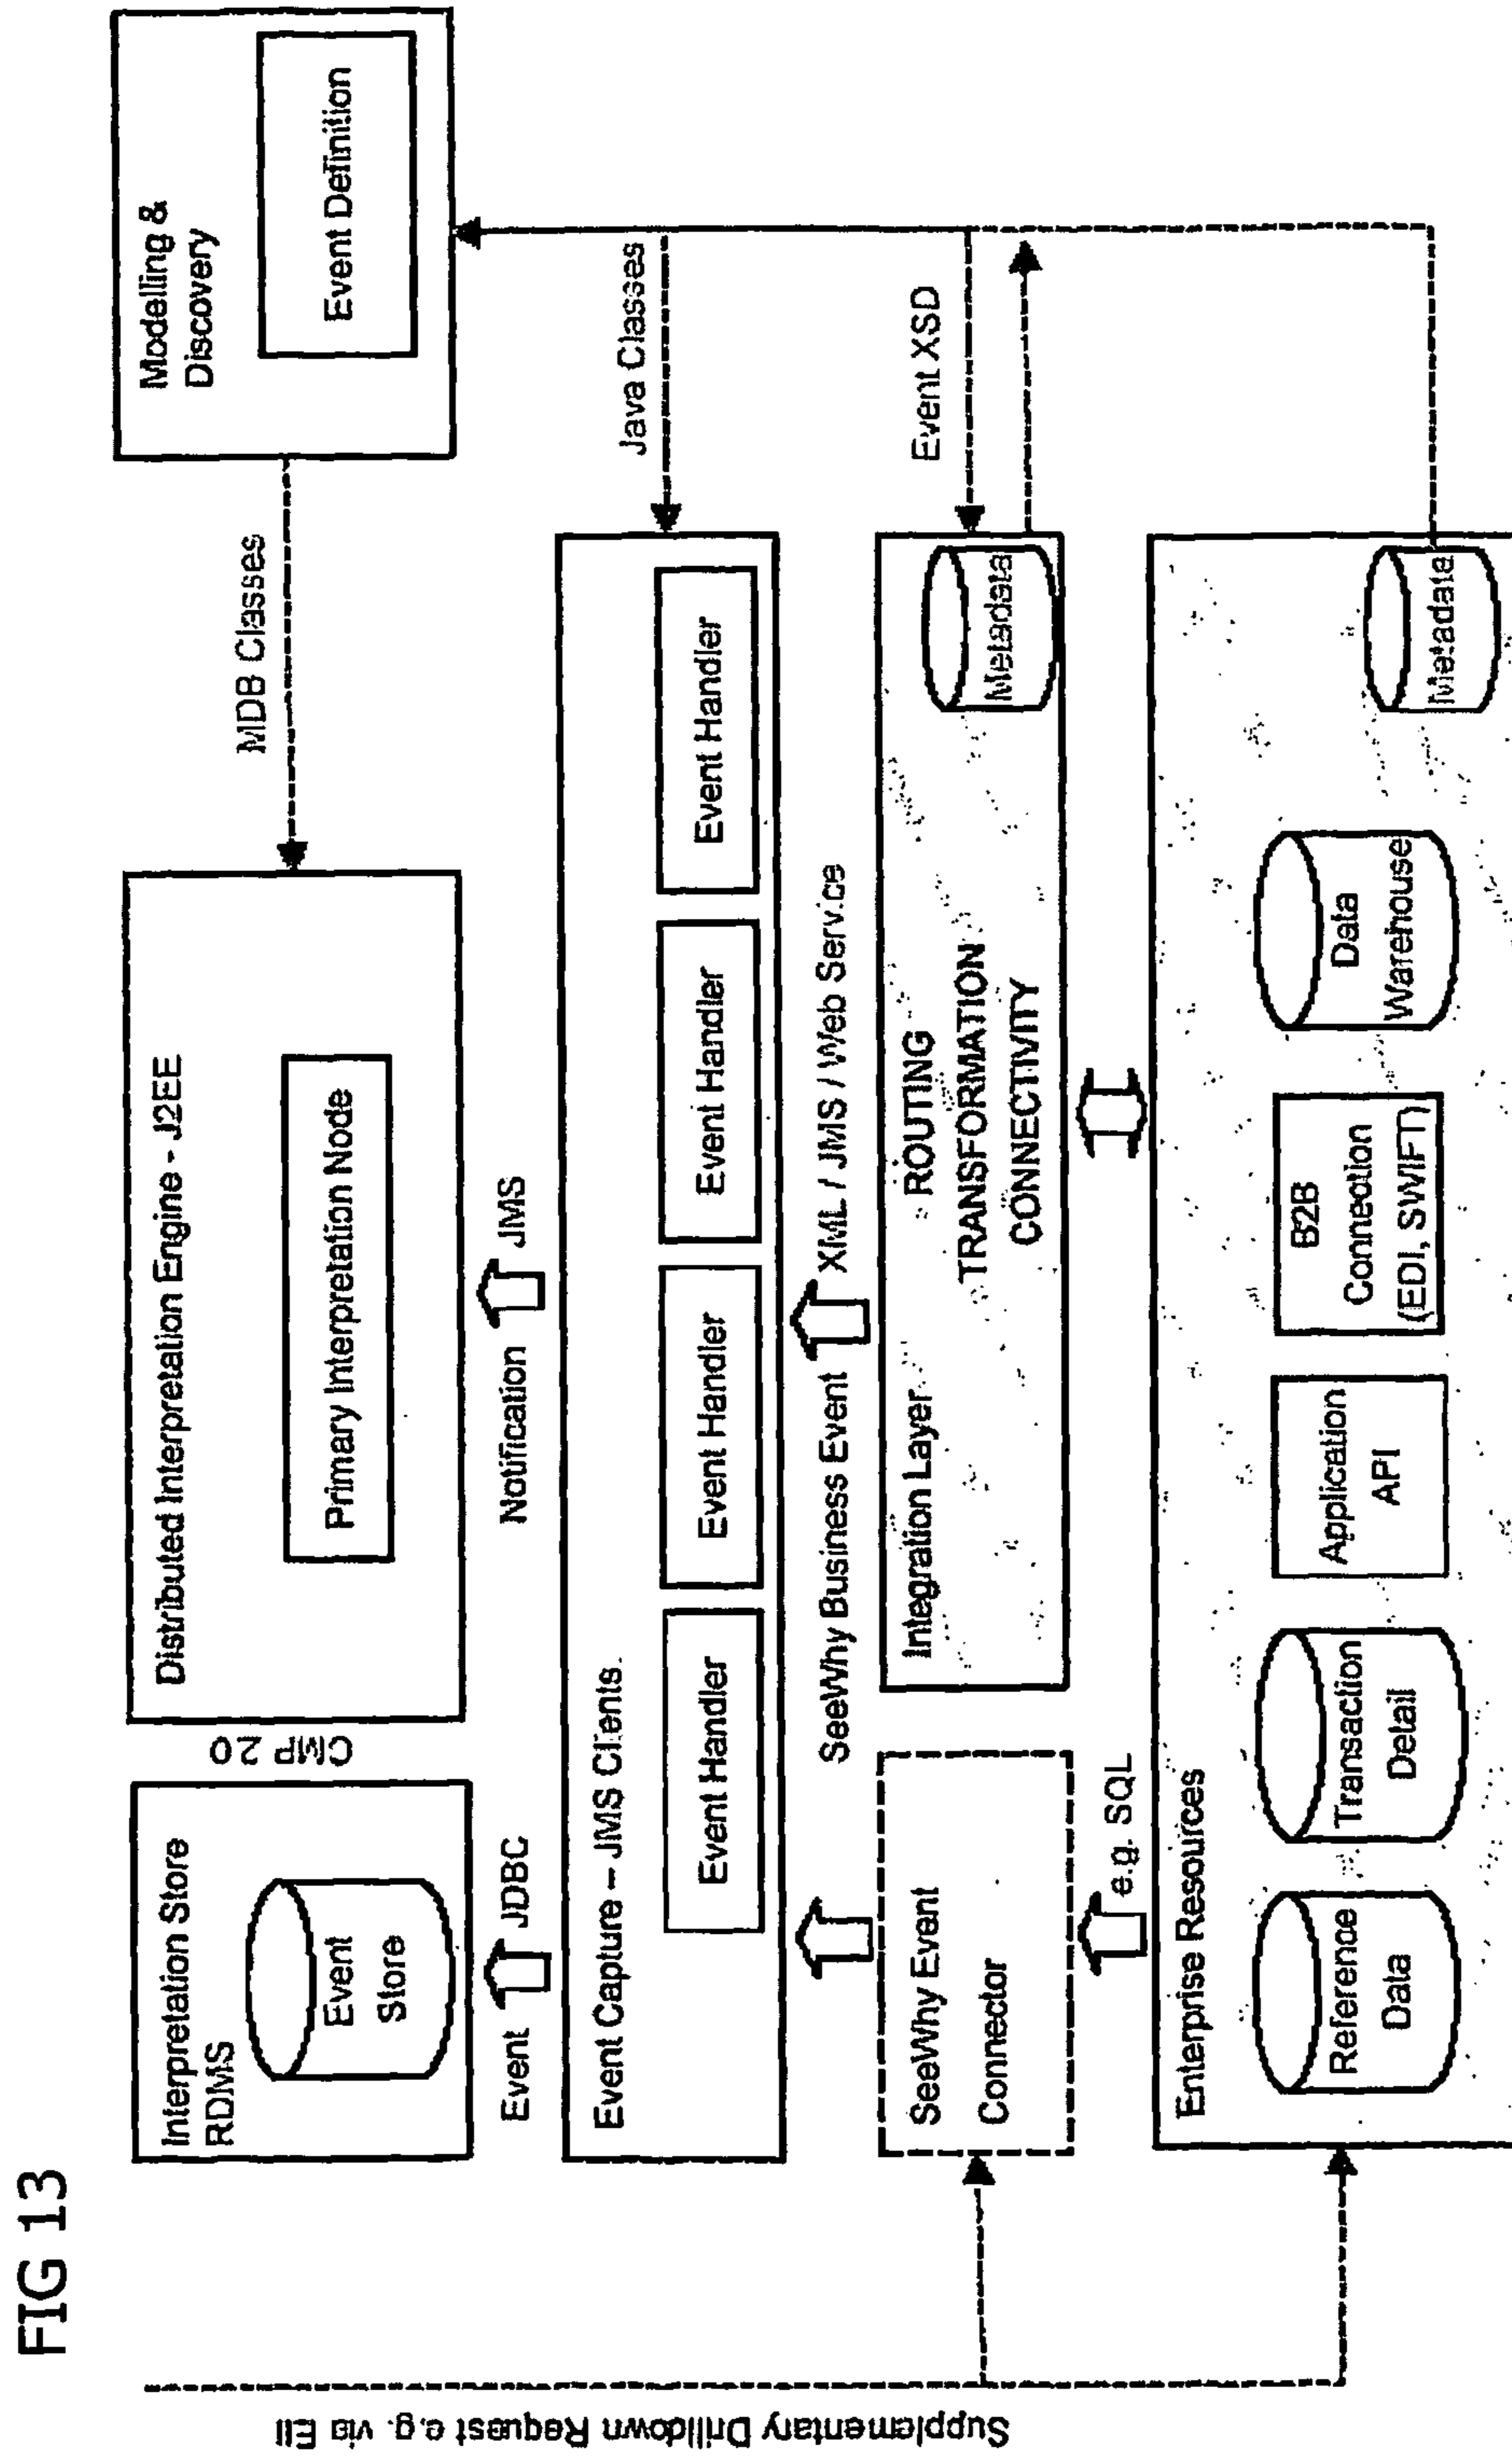 FIG 13
Supplementary Drilldown Request e.g. via EII
Interpretation Store
RDMS
Event
Store
CMP 2.0
Distributed Interpretation Engine - J2EE
Primary Interpretation Node
MDB Classes
Modelling &
Discovery
Event Definition
Event
JDBC
Notification
JMS
Java Classes
Event Capture – JMS Clients.
Event Handler
Event Handler
Event Handler
Event Handler
SeeWhy Business Event
XML / JMS / Web Service
Event XSD
SeeWhy Event
Connector
Integration Layer
ROUTING
TRANSFORMATION
CONNECTIVITY
Metadata
e.g. SQL
Enterprise Resources
Reference
Data
Transaction
Detail
Application
API
B2B
Connection
(EDI, SWIFT)
Data
Warehouse
Metadate